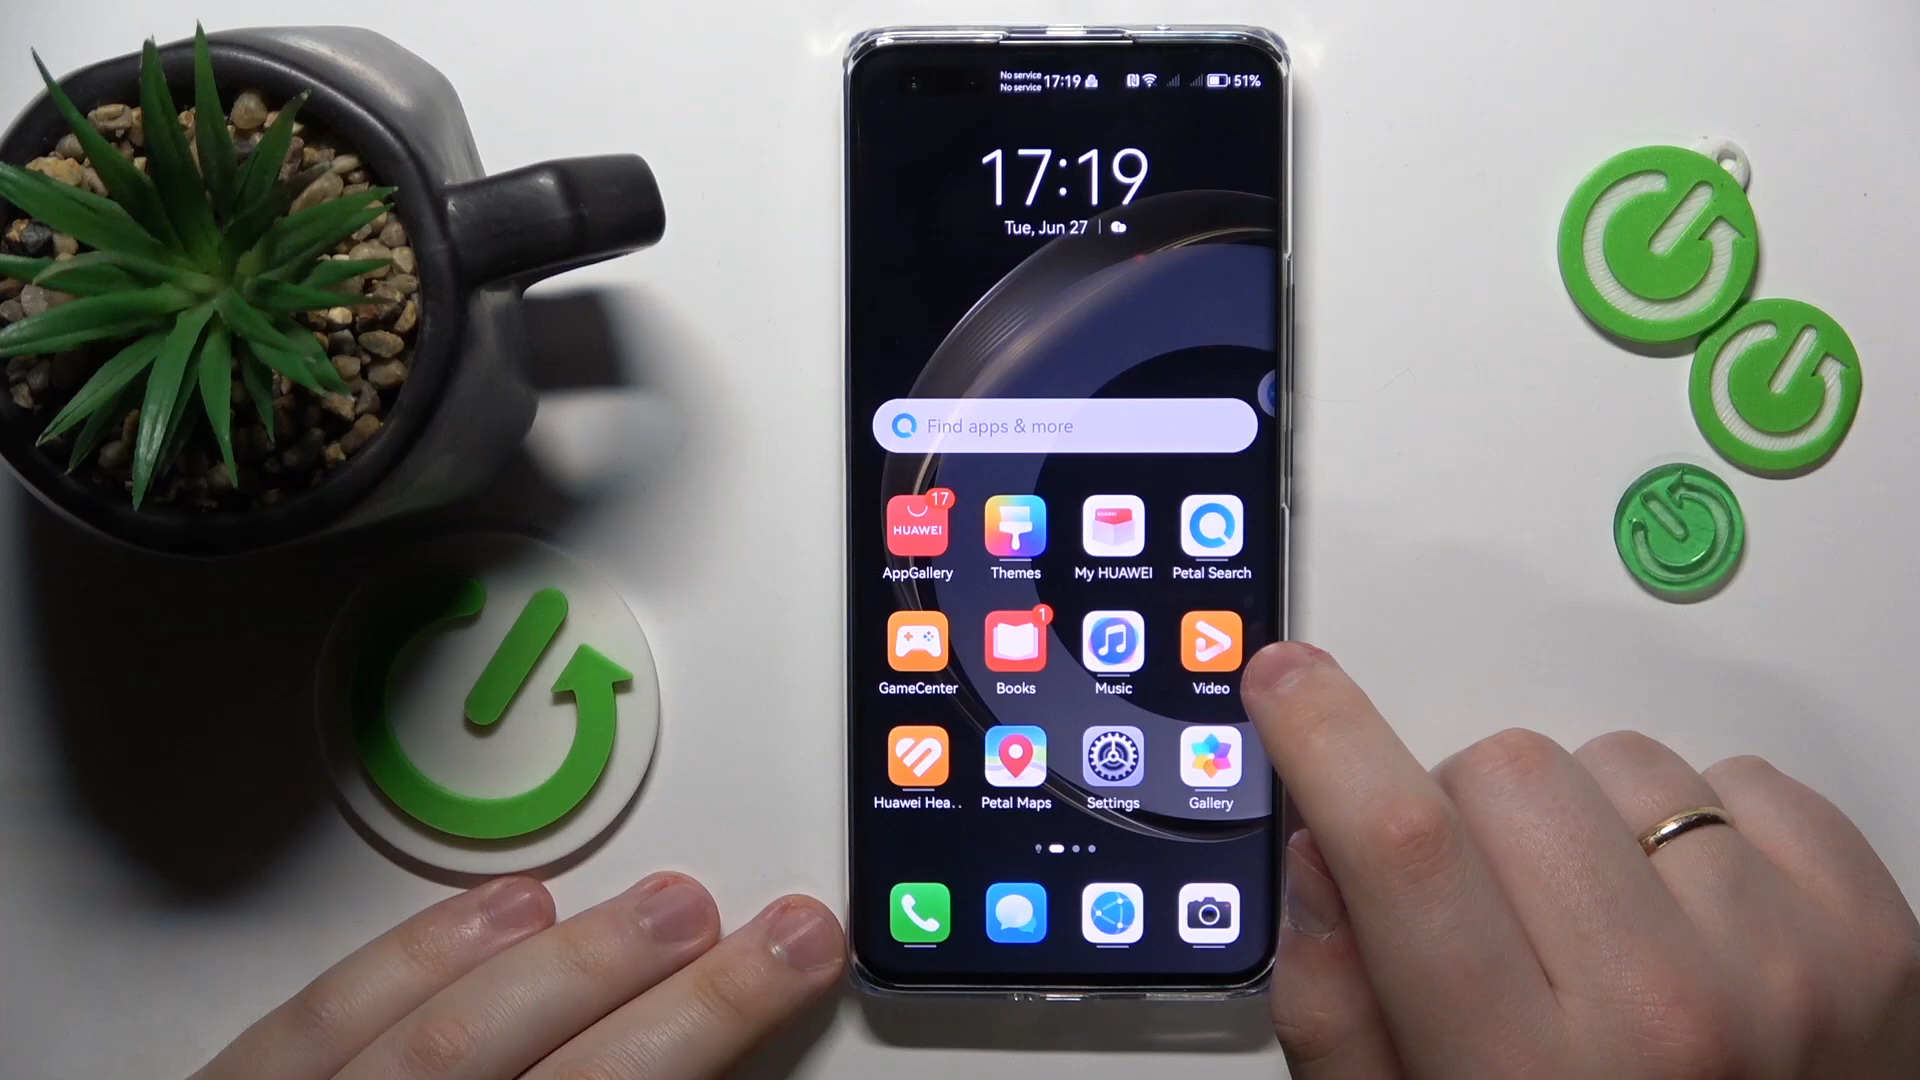 No service
No service
17:19
51%
17:19
Tue, Jun 27
Find apps & more
17
HUAWEI
HUAWEI
AppGallery
Themes
My HUAWEI
Petal Search
1
GameCenter
Books
Music
Video
Huawei Hea..
Petal Maps
Settings
Gallery